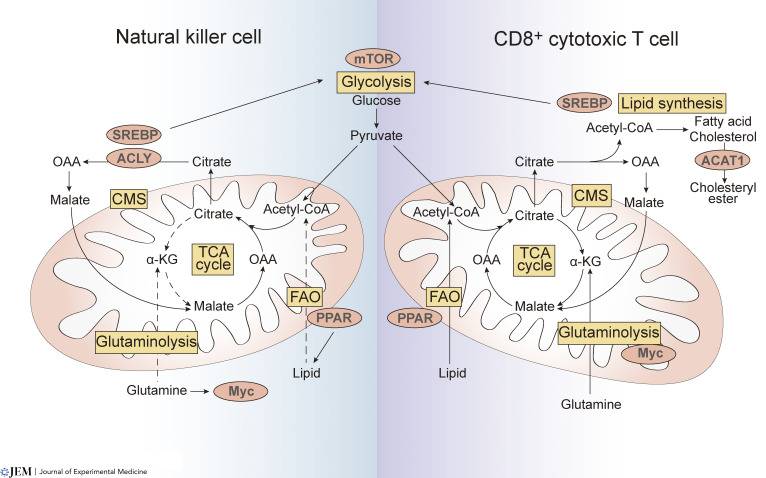 Natural killer cell
CD8+ cytotoxic T cell
mTOR
Glycolysis
Glucose
Pyruvate
SREBP
ACLY
OAA
Citrate
Malate
CMS
Citrate
Acetyl-CoA
α-KG
TCA
cycle
OAA
Malate
FAO
PPAR
Glutaminolysis
Lipid
Glutamine
Myc
SREBP
Lipid synthesis
Acetyl-CoA
Fatty acid
Cholesterol
Citrate
OAA
ACAT1
Cholesteryl
ester
CMS
Malate
Acetyl-CoA
Citrate
OAA
TCA
cycle
α-KG
FAO
Malate
PPAR
Glutaminolysis
Myc
Lipid
Glutamine
JEM | Journal of Experimental Medicine